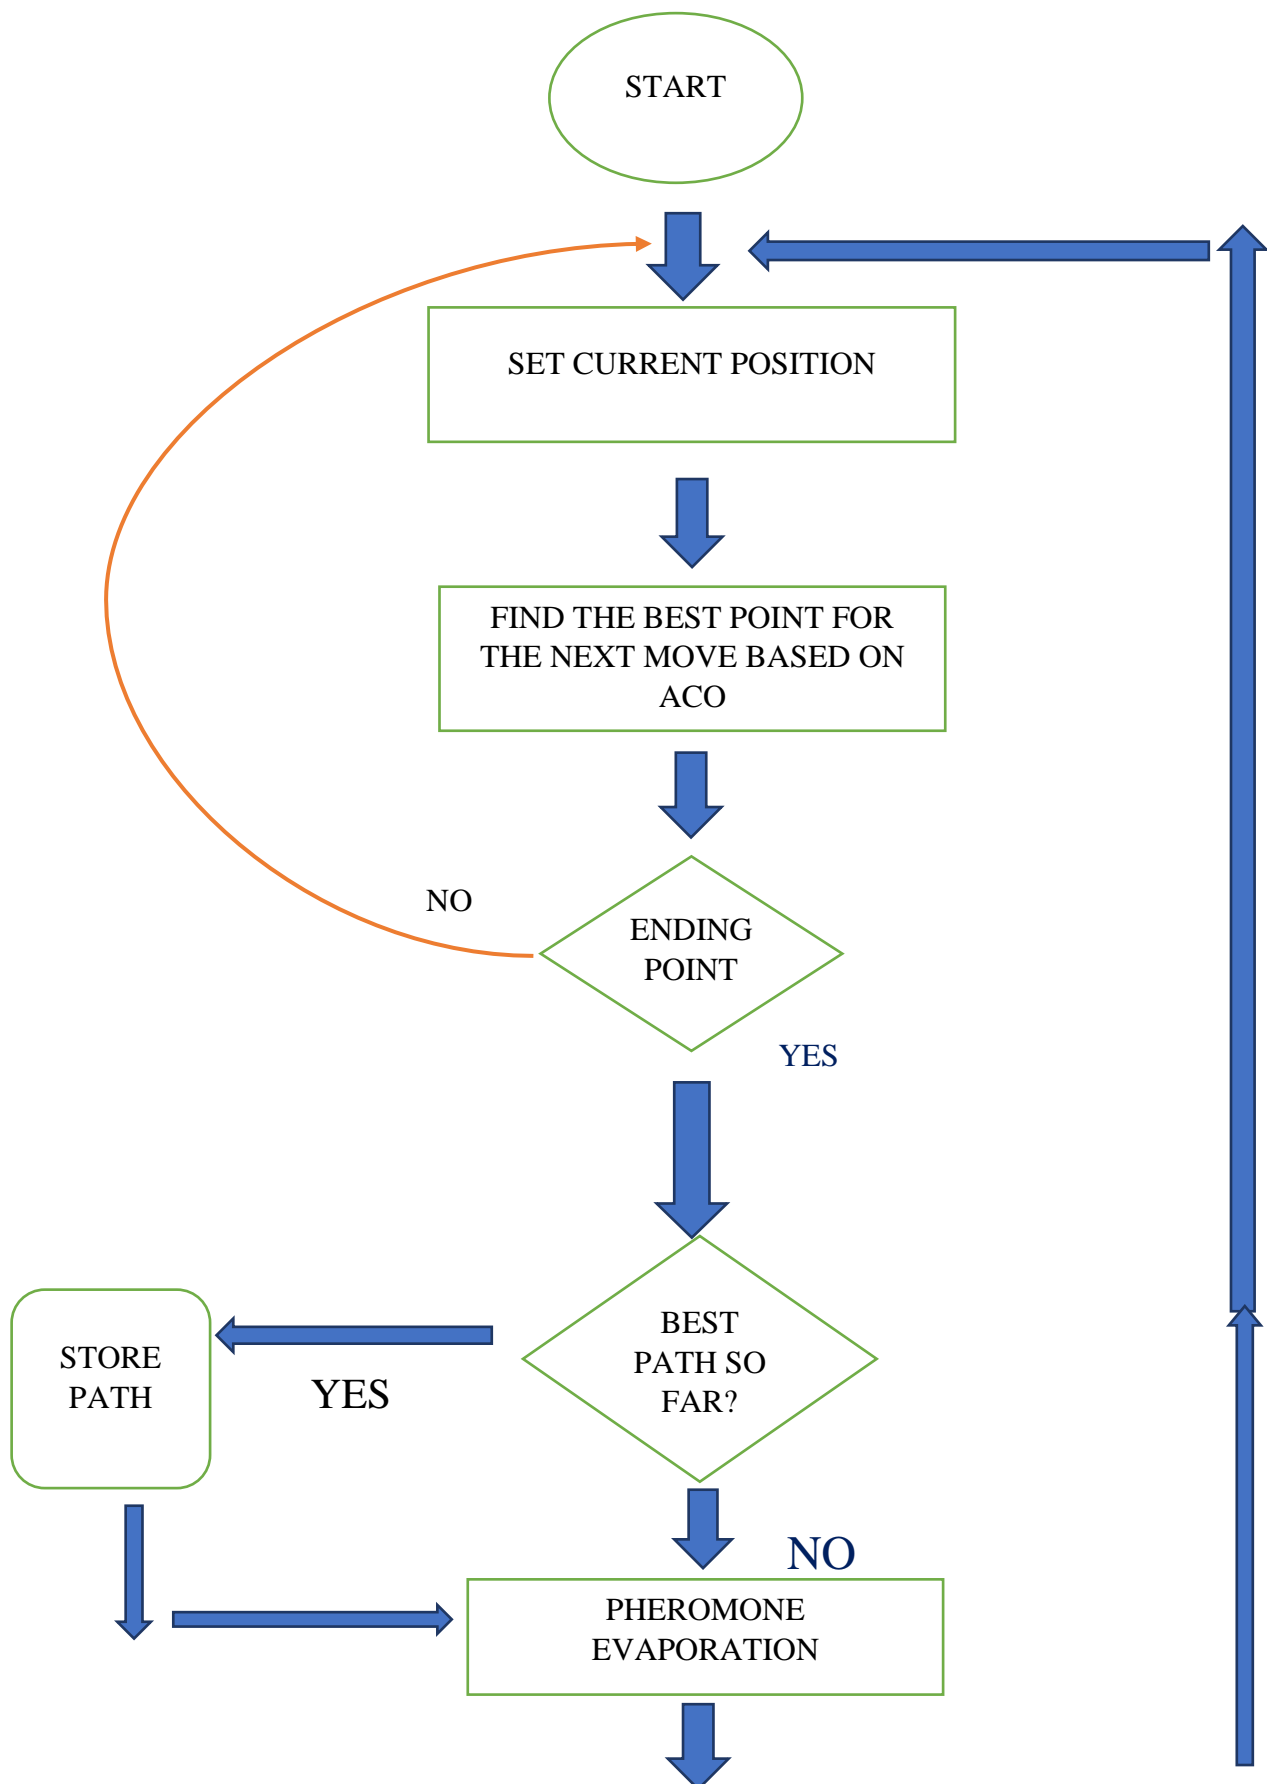 START
SET CURRENT POSITION
FIND THE BEST POINT FOR
THE NEXT MOVE BASED ON
ACO
NO
ENDING
POINT
YES
BEST
PATH SO
FAR?
STORE
PATH
YES
NO
PHEROMONE
EVAPORATION